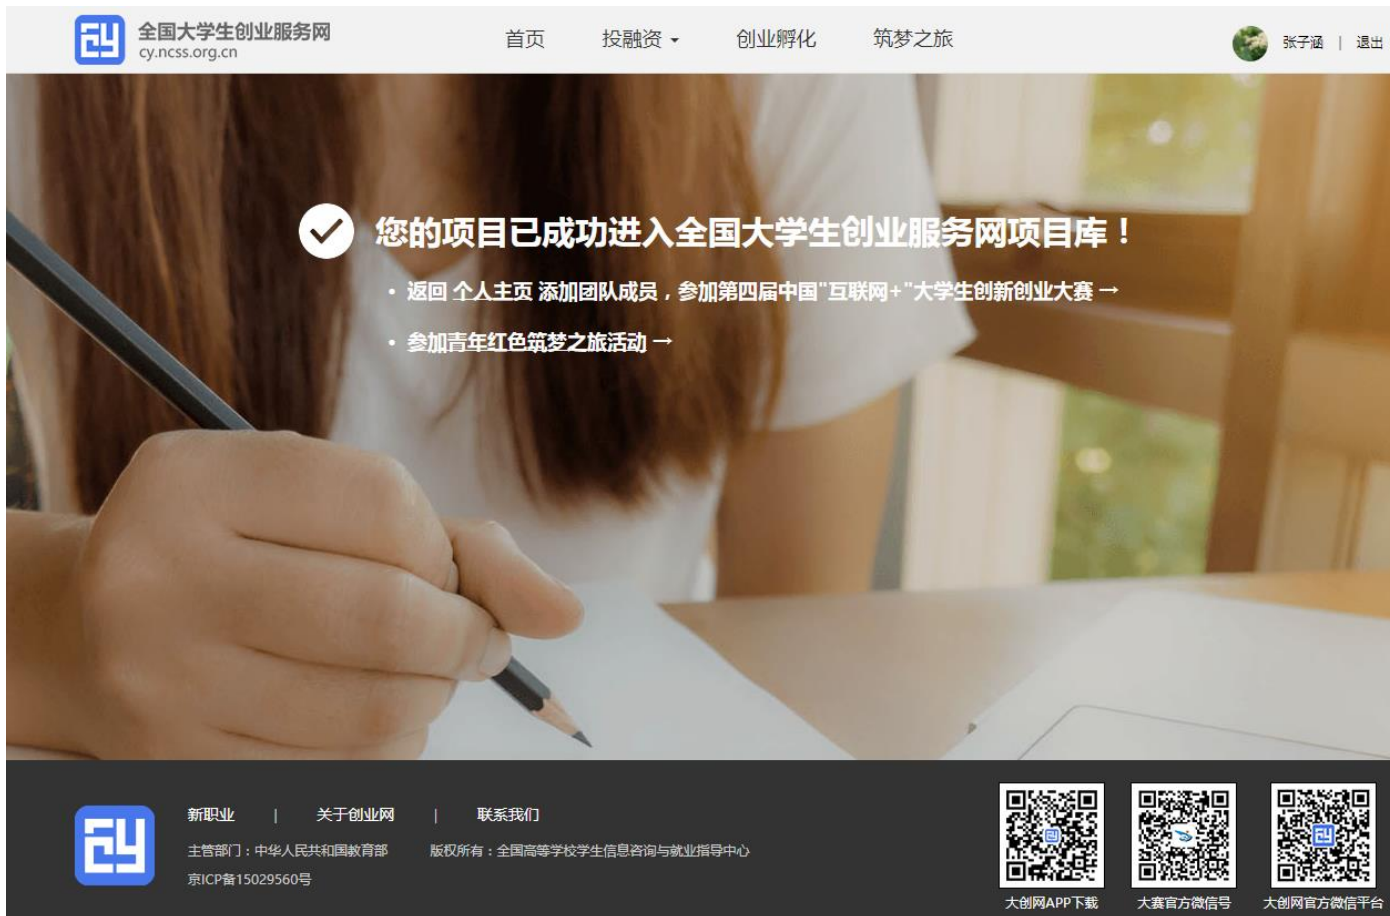 全国大学生创业服务网
cy.ncss.org.cn
首页 投融资 创业孵化 筑梦之旅
张子涵 | 退出
您的项目已成功进入全国大学生创业服务网项目库！
• 返回 个人主页 添加团队成员，参加第四届中国"互联网+"大学生创新创业大赛 →
• 参加青年红色筑梦之旅活动 →
新职业 | 关于创业网 | 联系我们
主管部门：中华人民共和国教育部 版权所有：全国高等学校学生信息咨询与就业指导中心
京ICP备15029560号
大创网APP下载 大赛官方微信号 大创网官方微信平台